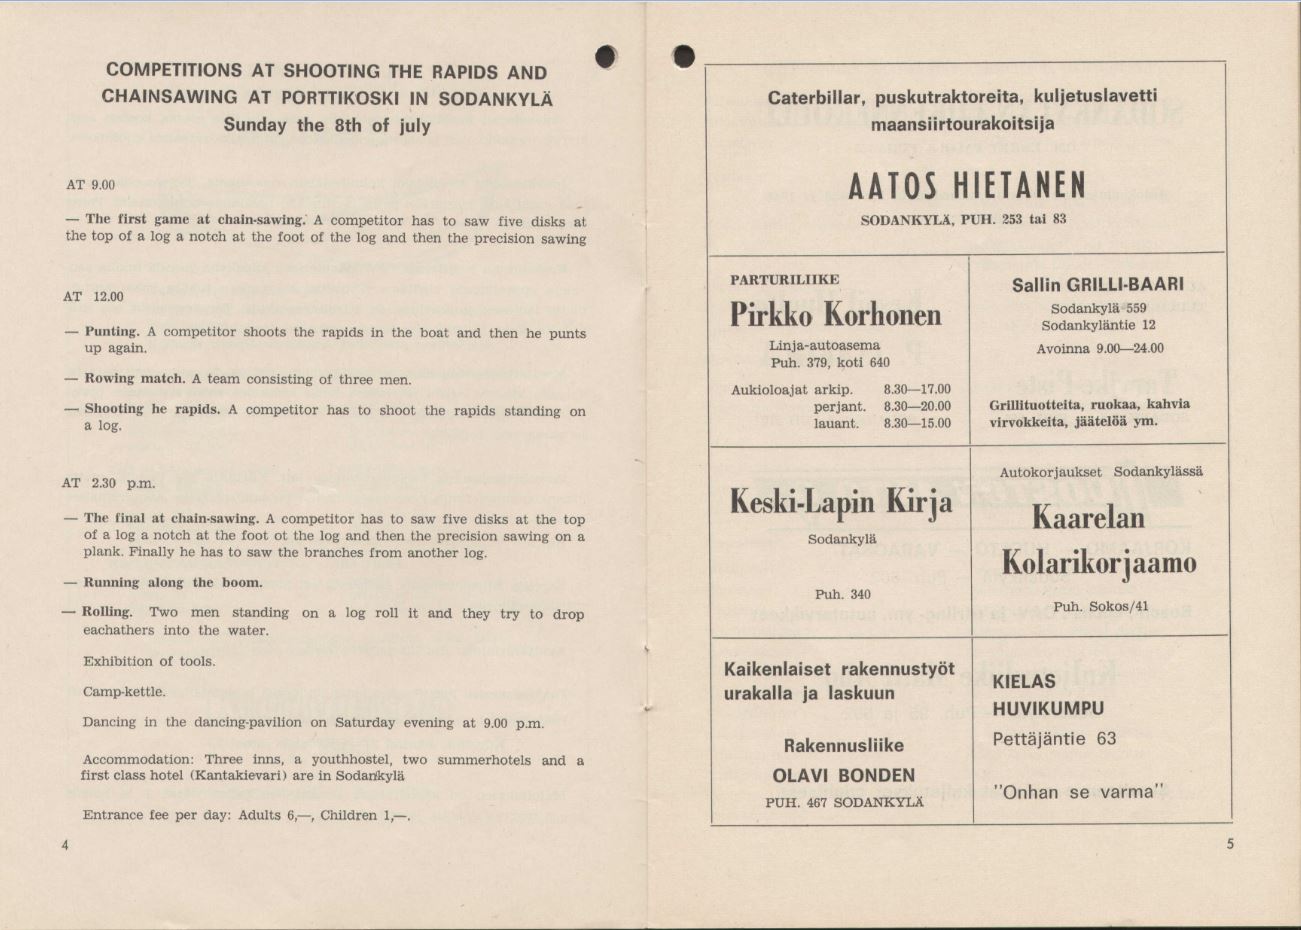 COMPETITIONS AT SHOOTING THE RAPIDS AND
CHAINSAWING AT PORTTIKOSKI IN SODANKYLÄ
Sunday the 8th of july
AT 9.00
— The first game at chain-sawing. A competitor has to saw five disks at
the top of a log a notch at the foot of the log and then the precision sawing
AT 12.00
— Punting. A competitor shoots the rapids in the boat and then he punts
up again.
— Rowing match. A team consisting of three men.
— Shooting he rapids. A competitor has to shoot the rapids standing on
a log.
AT 2.30 p.m.
— The final at chain-sawing. A competitor has to saw five disks at the top
of a log a notch at the foot ot the log and then the precision sawing on a
plank. Finally he has to saw the branches from another log.
— Running along the boom.
— Rolling. Two men standing on a log roll it and they try to drop
eachathers into the water.
Exhibition of tools.
Camp-kettle.
Dancing in the dancing-pavilion on Saturday evening at 9.00 p.m.
Accommodation: Three inns, a youthhostel, two summerhotels and a
first class hotel (Kantakievari) are in Sodankylä
Entrance fee per day: Adults 6,—, Children 1,—.
4
Caterbillar, puskutraktoreita, kuljetuslavetti
maansiirtourakoitsija
AATOS HIETANEN
SODANKYLÄ, PUH. 253 tai 83
PARTURILIIKE
Pirkko Korhonen
Linja-autoasema
Puh. 379, koti 640
Aukioloajat arkip. 8.30—17.00
perjant. 8.30—20.00
lauant. 8.30—15.00
Sallin GRILLI-BAARI
Sodankylä 559
Sodankyläntie 12
Avoinna 9.00—24.00
Grillituotteita, ruokaa, kahvia
virvokkeita, jäätelöä ym.
Keski-Lapin Kirja
Sodankylä
Puh. 340
Autokorjaukset Sodankylässä
Kaarelan
Kolarikorjaamo
Puh. Sokos/41
Kaikenlaiset rakennustyöt
urakalla ja laskuun
Rakennusliike
OLAVI BONDEN
PUH. 467 SODANKYLÄ
KIELAS
HUVIKUMPU
Pettäjäntie 63
"Onhan se varma"
5